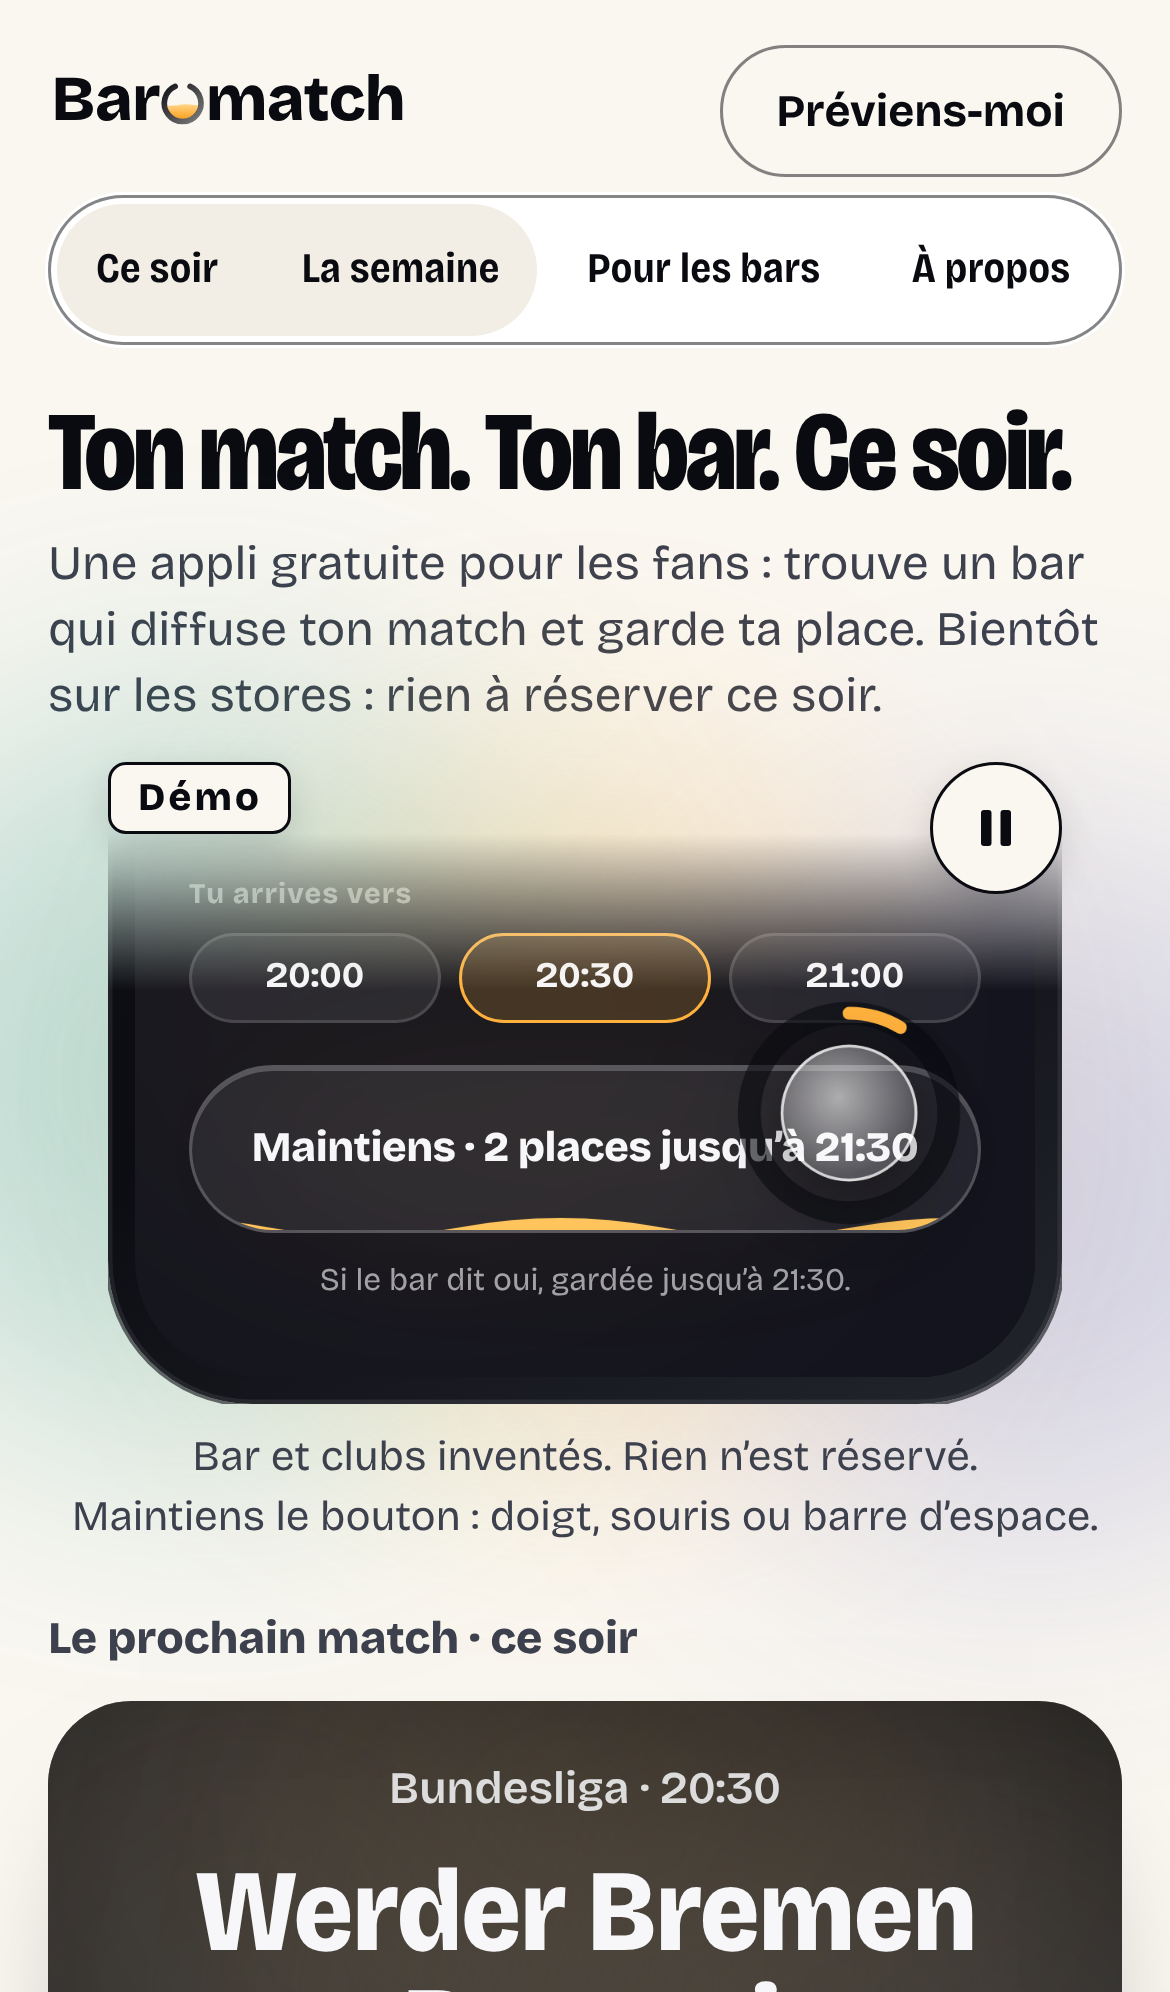 Baromatch
Préviens-moi
Ce soir
La semaine
Pour les bars
À propos
Ton match. Ton bar. Ce soir.
Une appli gratuite pour les fans : trouve un bar
qui diffuse ton match et garde ta place. Bientôt
sur les stores : rien à réserver ce soir.
Démo
Tu arrives vers
20:00
20:30
21:00
Maintiens · 2 places jusqu’à 21:30
Si le bar dit oui, gardée jusqu’à 21:30.
Bar et clubs inventés. Rien n’est réservé.
Maintiens le bouton : doigt, souris ou barre d’espace.
Le prochain match · ce soir
Bundesliga · 20:30
Werder Bremen